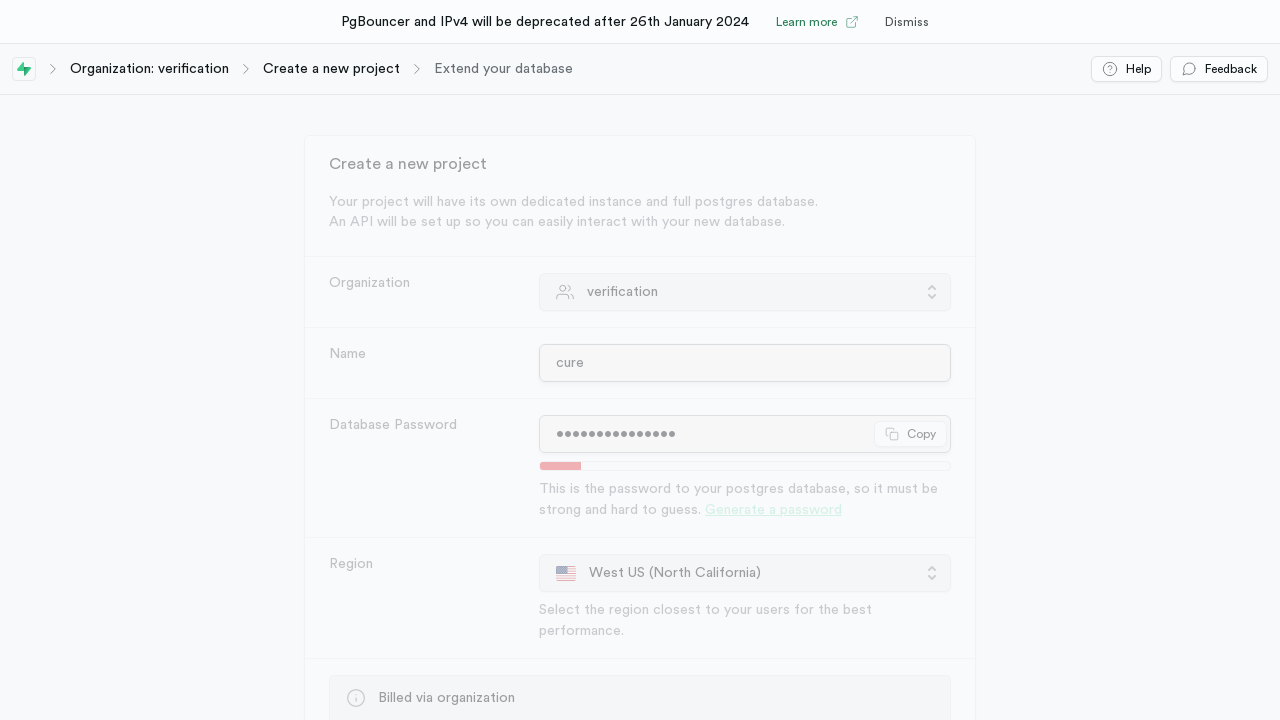 PgBouncer and IPv4 will be deprecated after 26th January 2024 Learn more Dismiss
Organization: verification Create a new project Extend your database Help Feedback
Create a new project
Your project will have its own dedicated instance and full postgres database.
An API will be set up so you can easily interact with your new database.
Organization verification
Name cure
Database Password ••••••••••••••• Copy
This is the password to your postgres database, so it must be
strong and hard to guess. Generate a password
Region West US (North California)
Select the region closest to your users for the best
performance.
Billed via organization